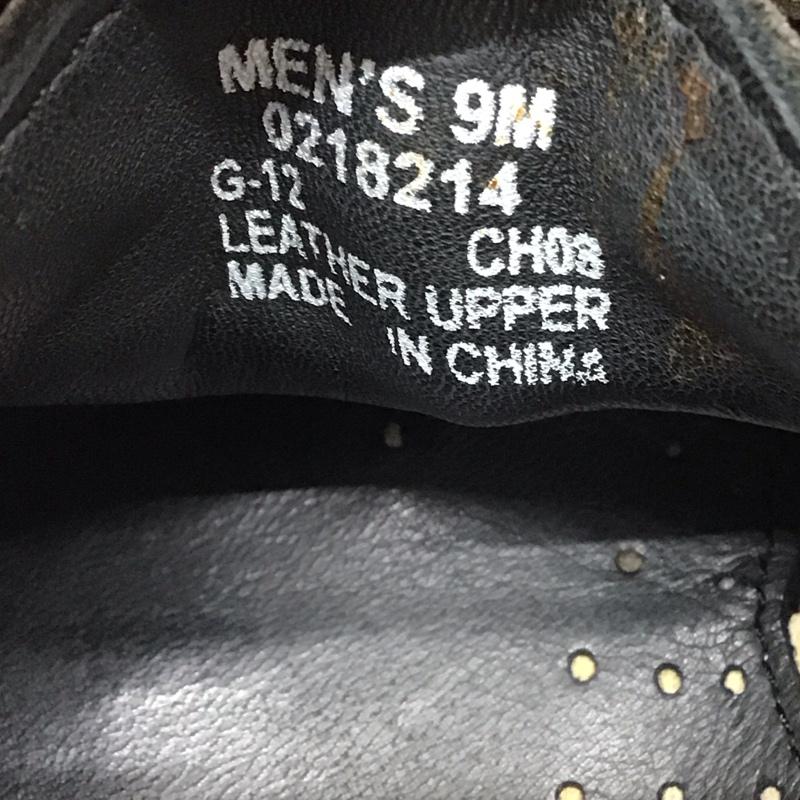 MEN'S 9M
0218214
G-12 CH08
LEATHER UPPER
MADE IN CHINA